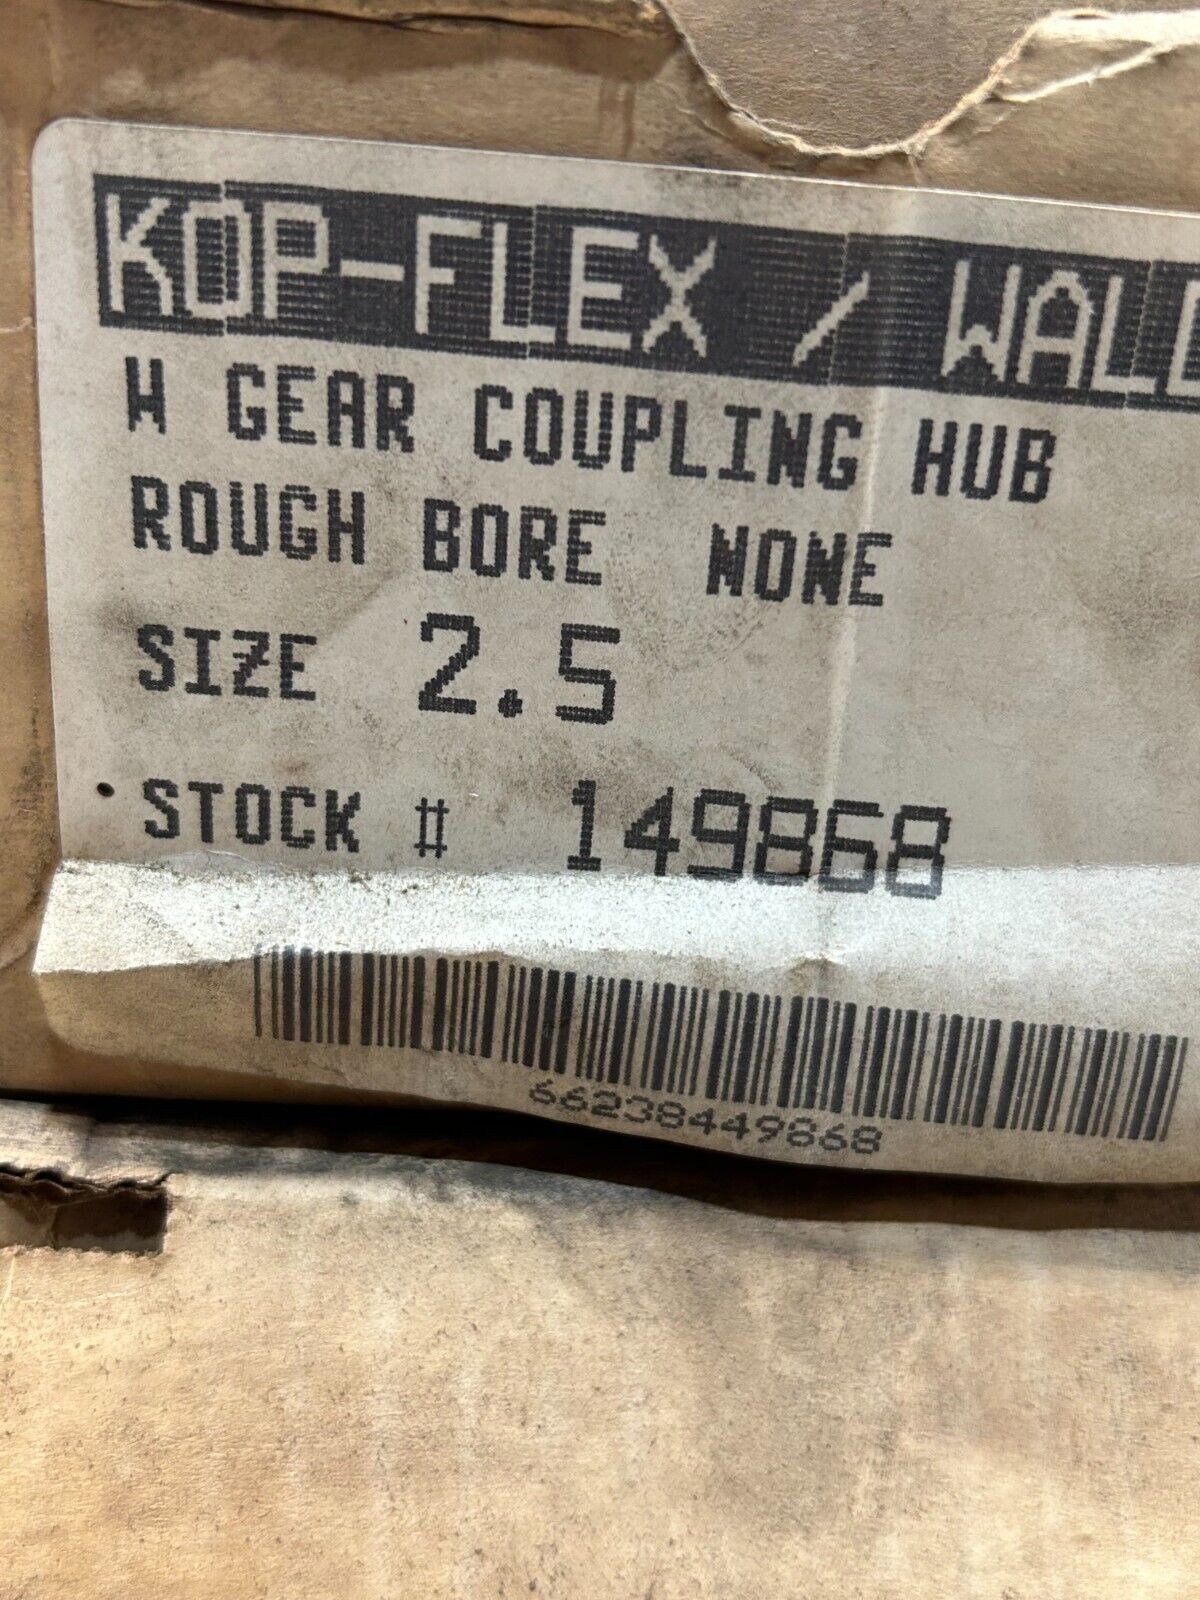 KOP-FLEX / WALD
W GEAR COUPLING HUB
ROUGH BORE NONE
SIZE 2.5
STOCK # 149868
66238449868